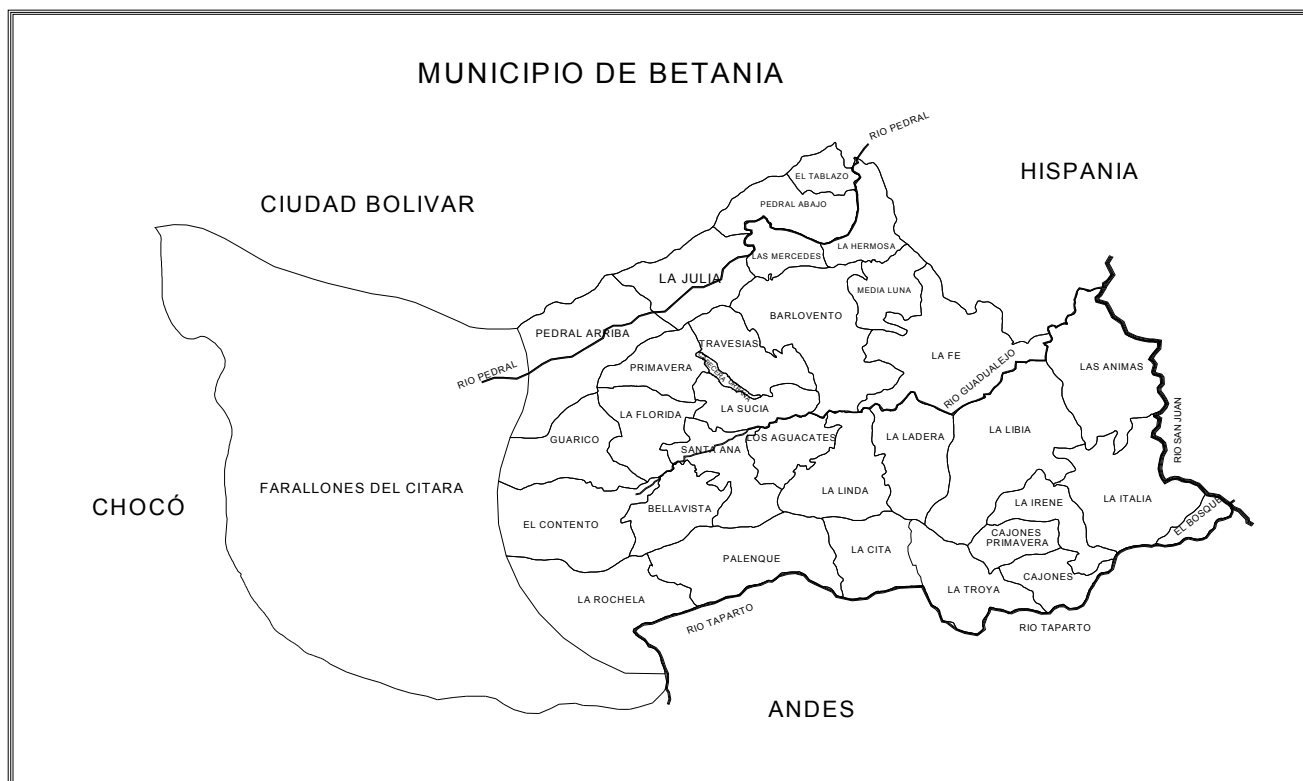 MUNICIPIO DE BETANIA
RIO PEDRAL
HISPANIA
EL TABLAZO
CIUDAD BOLIVAR
PEDRAL ABAJO
LA HERMOSA
LAS MERCEDES
LA JULIA
MEDIA LUNA
BARLOVENTO
PEDRAL ARRIBA
TRAVESIAS
LA FE
RIO GUADUALEJO
LAS ANIMAS
PRIMAVERA
RIO PEDRAL
CABECERA URBANA
LA SUCIA
LA FLORIDA
LA LIBIA
RIO SAN JUAN
GUARICO
LOS AGUACATES
LA LADERA
SANTA ANA
FARALLONES DEL CITARA
LA LINDA
LA ITALIA
CHOCÓ
LA IRENE
BELLAVISTA
EL CONTENTO
EL BOSQUE
CAJONES
PRIMAVERA
LA CITA
PALENQUE
CAJONES
LA TROYA
LA ROCHELA
RIO TAPARTO
RIO TAPARTO
ANDES